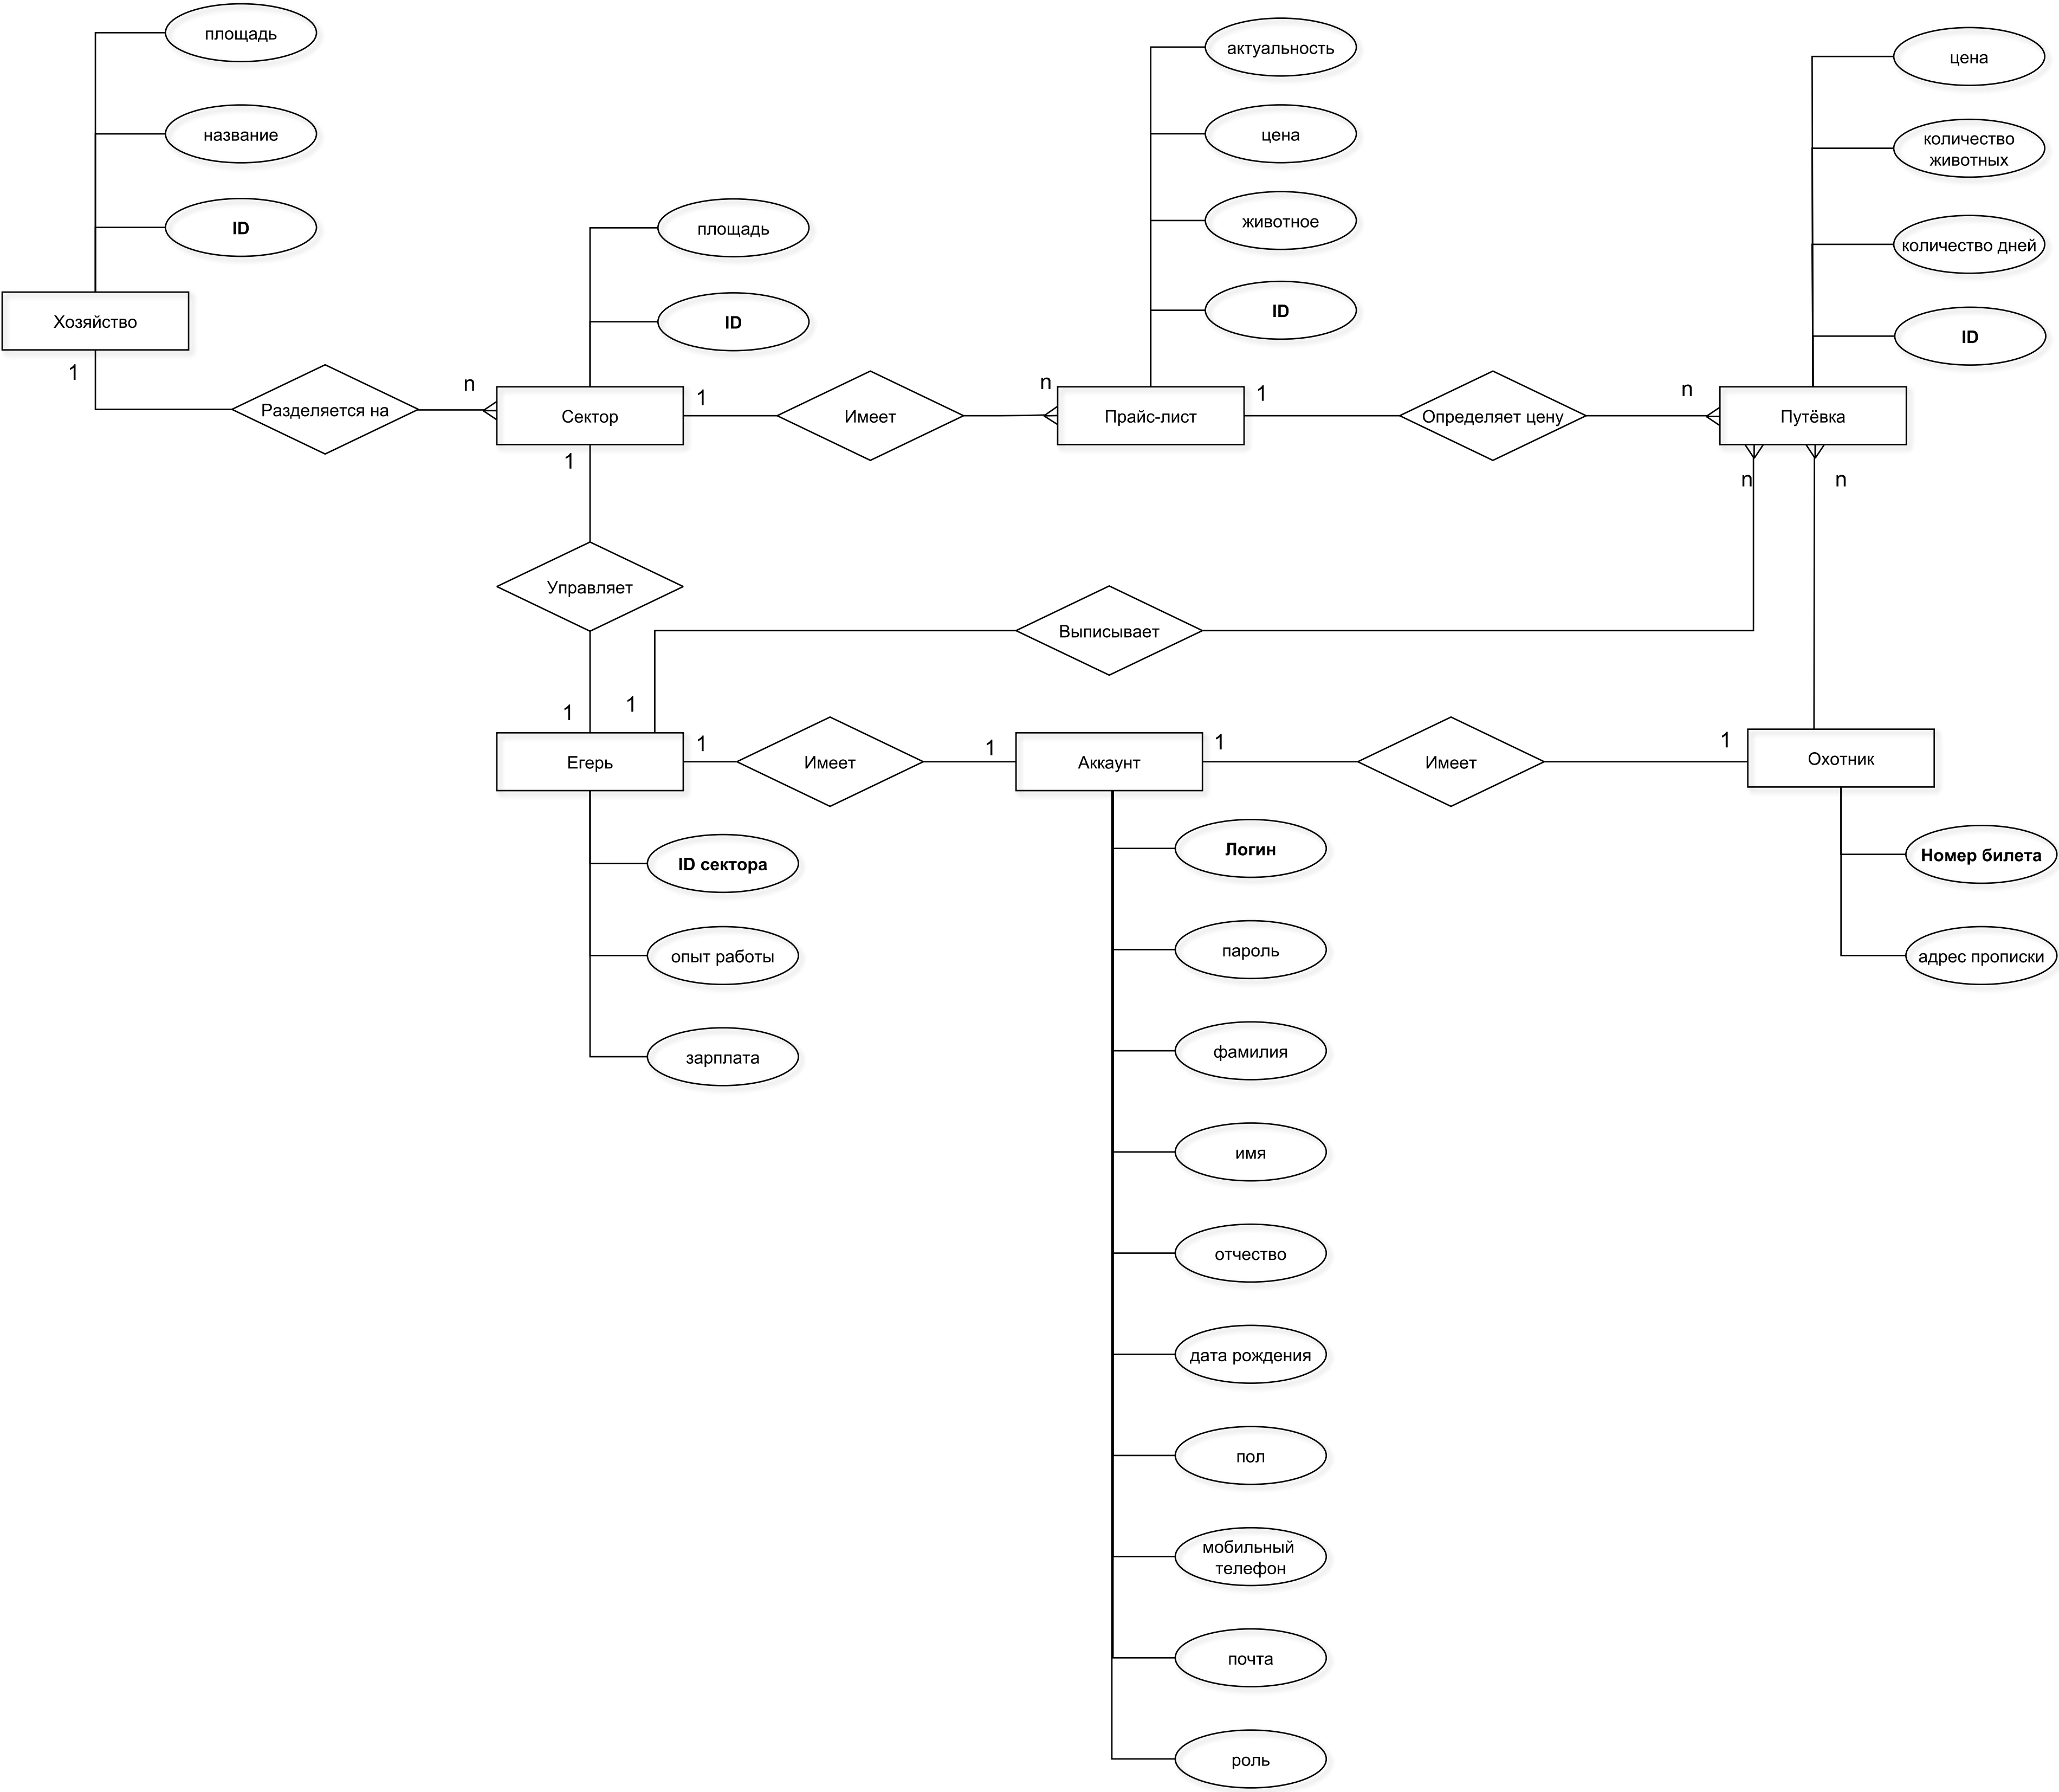 площадь
название
ID
Хозяйство
1
Разделяется на
n
площадь
ID
Сектор
1
1
Имеет
n
актуальность
цена
животное
ID
Прайс-лист
1
Определяет цену
n
цена
количество
животных
количество дней
ID
Путёвка
n
n
Управляет
Выписывает
1
1
Егерь
1
Имеет
1
Аккаунт
1
Имеет
1
Охотник
ID сектора
опыт работы
зарплата
Логин
пароль
фамилия
имя
отчество
дата рождения
пол
мобильный
телефон
почта
роль
Номер билета
адрес прописки